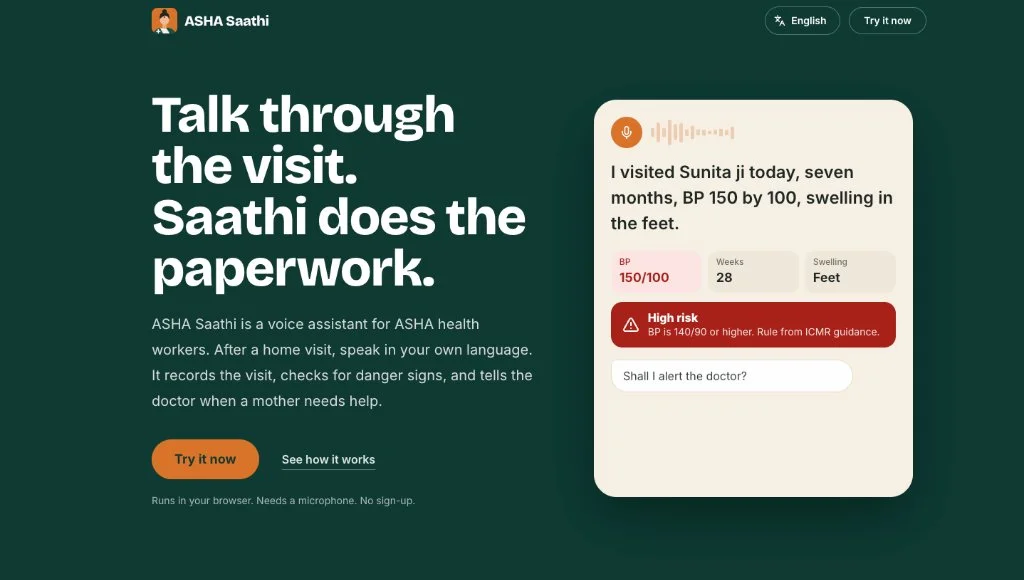 ASHA Saathi
English
Try it now
Talk through
the visit.
Saathi does the
paperwork.
ASHA Saathi is a voice assistant for ASHA health
workers. After a home visit, speak in your own language.
It records the visit, checks for danger signs, and tells the
doctor when a mother needs help.
Try it now
See how it works
Runs in your browser. Needs a microphone. No sign-up.
I visited Sunita ji today, seven
months, BP 150 by 100, swelling in
the feet.
BP
150/100
Weeks
28
Swelling
Feet
High risk
BP is 140/90 or higher. Rule from ICMR guidance.
Shall I alert the doctor?